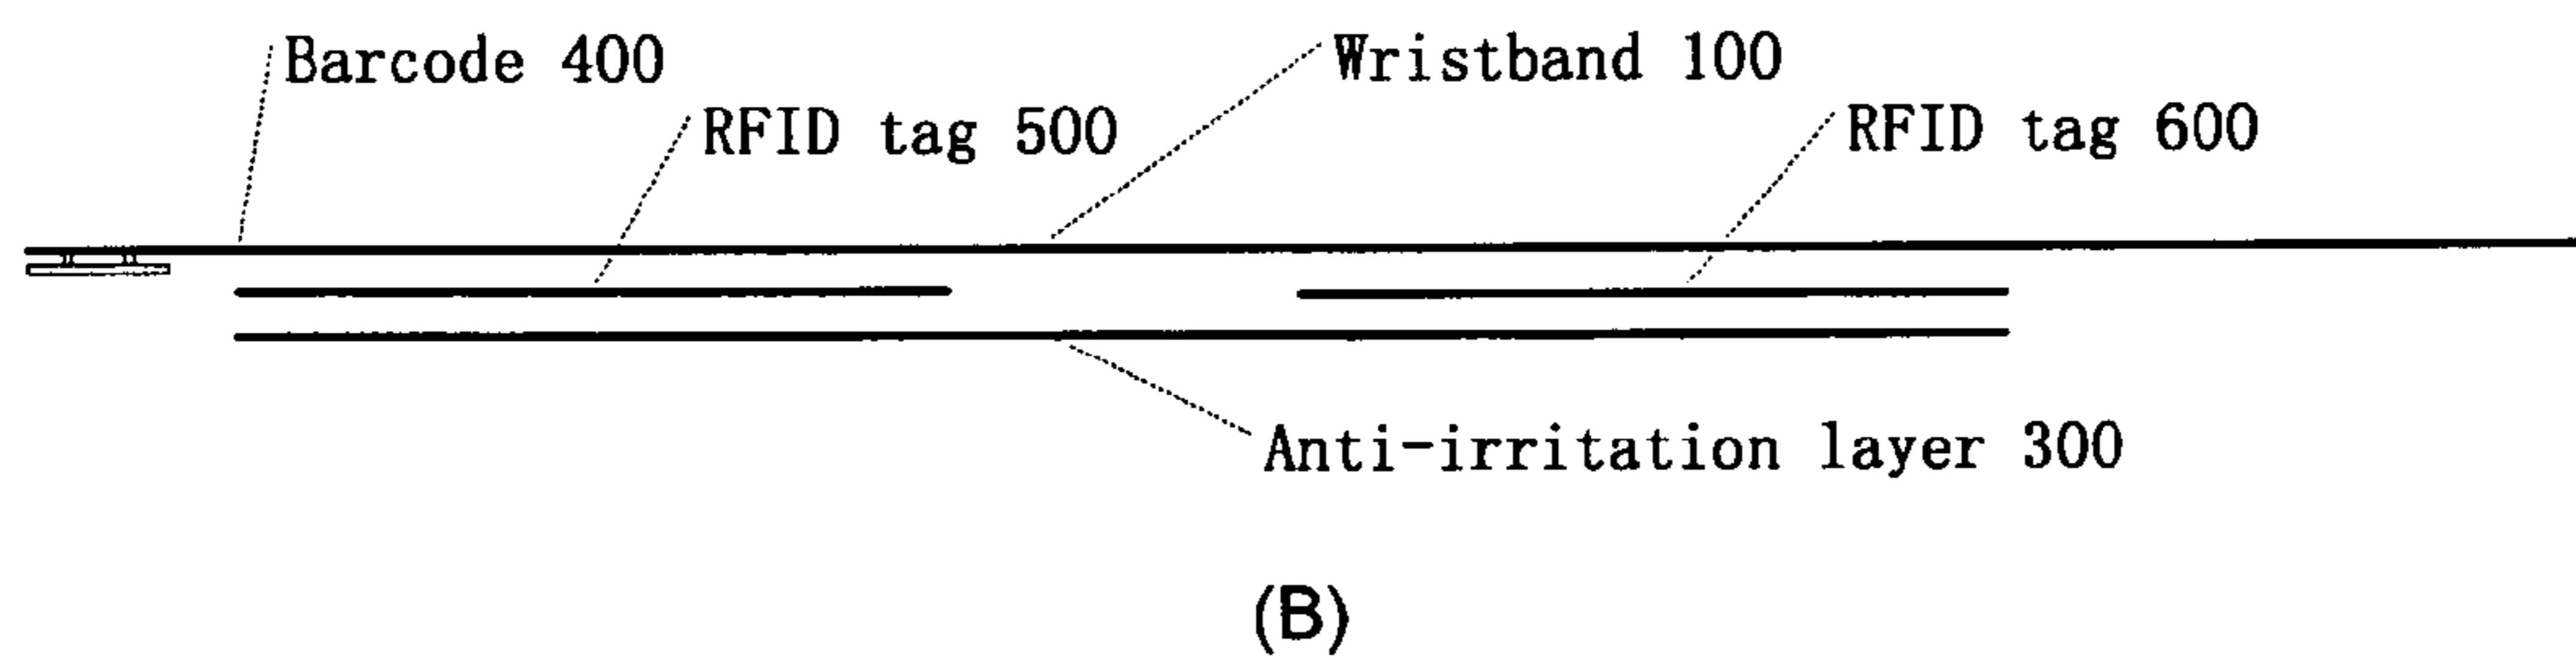 Barcode 400
Wristband 100
RFID tag 500
RFID tag 600
Anti-irritation layer 300
(B)